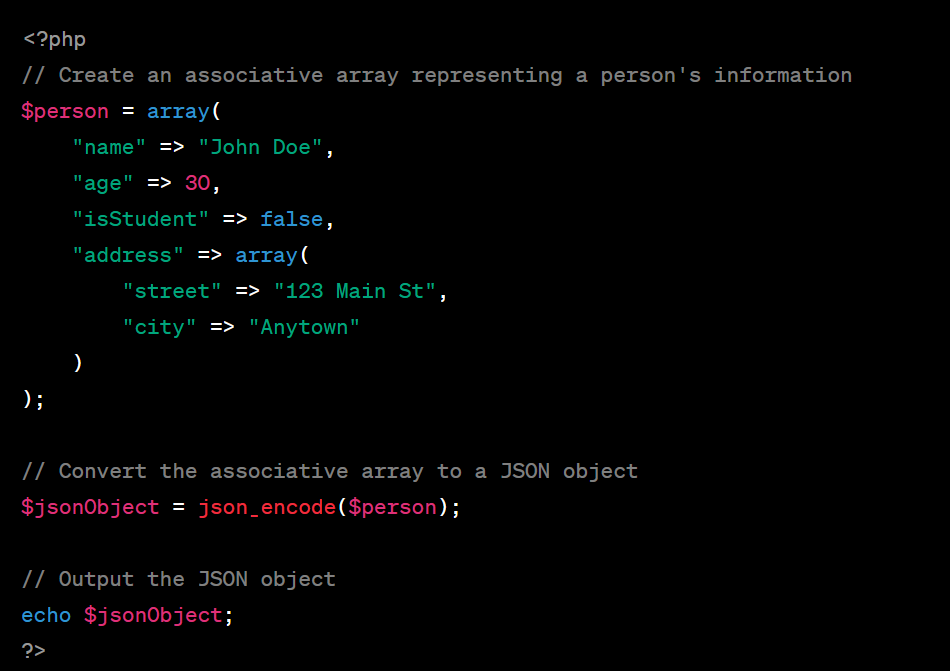 <?php
// Create an associative array representing a person's information
$person = array(
    "name" => "John Doe",
    "age" => 30,
    "isStudent" => false,
    "address" => array(
        "street" => "123 Main St",
        "city" => "Anytown"
    )
);

// Convert the associative array to a JSON object
$jsonObject = json_encode($person);

// Output the JSON object
echo $jsonObject;
?>